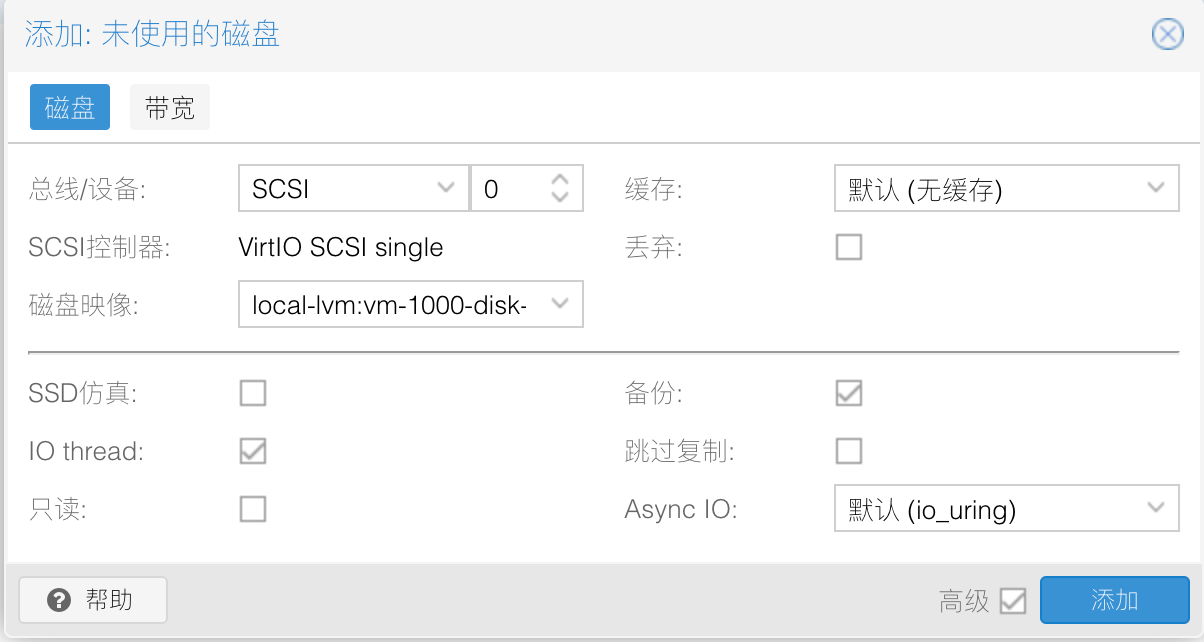 添加: 未使用的磁盘
磁盘 带宽
总线/设备: SCSI 0 缓存: 默认 (无缓存)
SCSI控制器: VirtIO SCSI single 丢弃:
磁盘映像: local-lvm:vm-1000-disk-
SSD仿真: 备份:
IO thread: 跳过复制:
只读: Async IO: 默认 (io_uring)
? 帮助 高级 添加